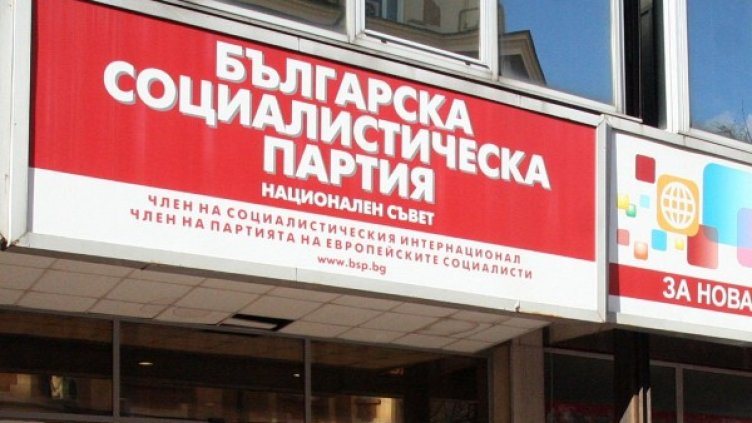 БЪЛГАРСКА
СОЦИАЛИСТИЧЕСКА
ПАРТИЯ
НАЦИОНАЛЕН СЪВЕТ
ЧЛЕН НА СОЦИАЛИСТИЧЕСКИЯ ИНТЕРНАЦИОНАЛ
ЧЛЕН НА ПАРТИЯТА НА ЕВРОПЕЙСКИТЕ СОЦИАЛИСТИ
www.bsp.bg
ЗА НОВА